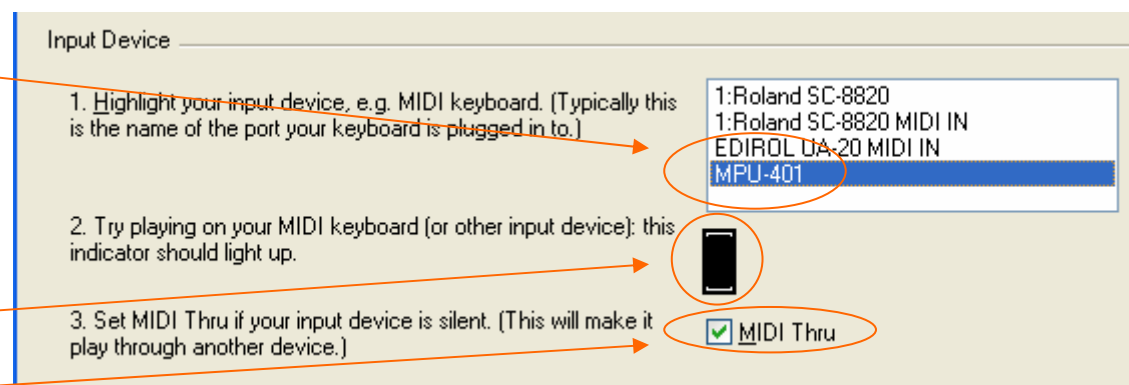 Input Device
1. Highlight your input device, e.g. MIDI keyboard. (Typically this
is the name of the port your keyboard is plugged in to.)
1:Roland SC-8820
1:Roland SC-8820 MIDI IN
EDIROL UA-20 MIDI IN
MPU-401
2. Try playing on your MIDI keyboard (or other input device): this
indicator should light up.
3. Set MIDI Thru if your input device is silent. (This will make it
play through another device.)
MIDI Thru